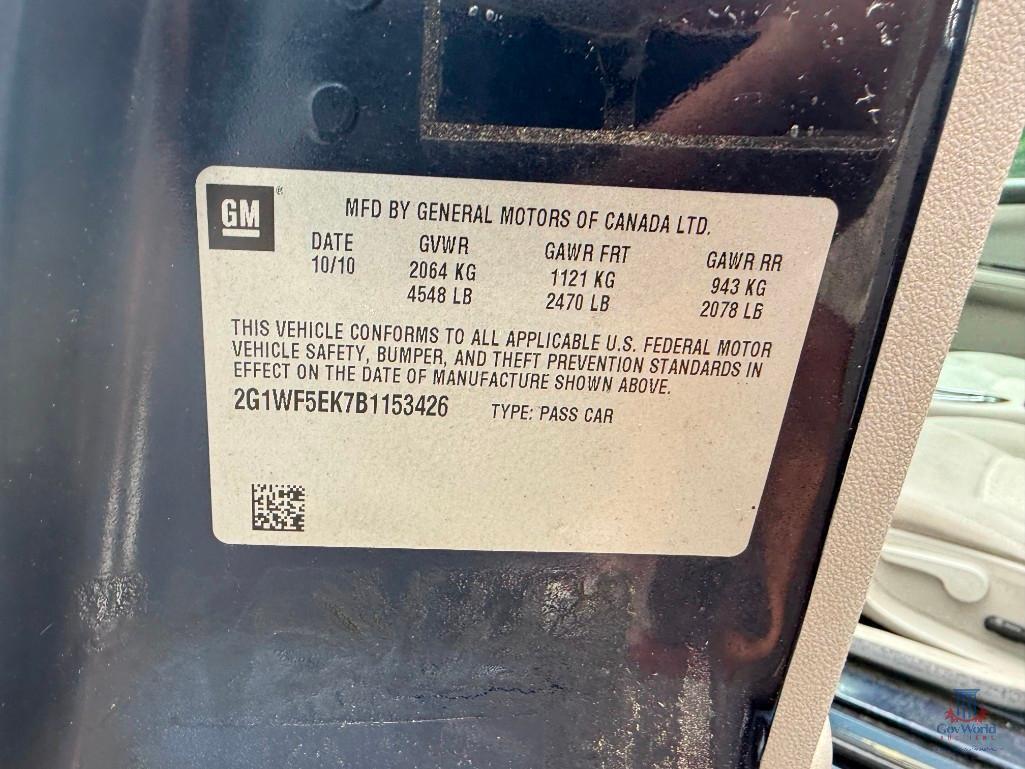 GM ®
MFD BY GENERAL MOTORS OF CANADA LTD.
DATE GVWR GAWR FRT GAWR RR
10/10 2064 KG 1121 KG 943 KG
4548 LB 2470 LB 2078 LB
THIS VEHICLE CONFORMS TO ALL APPLICABLE U.S. FEDERAL MOTOR
VEHICLE SAFETY, BUMPER, AND THEFT PREVENTION STANDARDS IN
EFFECT ON THE DATE OF MANUFACTURE SHOWN ABOVE.
2G1WF5EK7B1153426 TYPE: PASS CAR
GovWorld
AUCTIONS